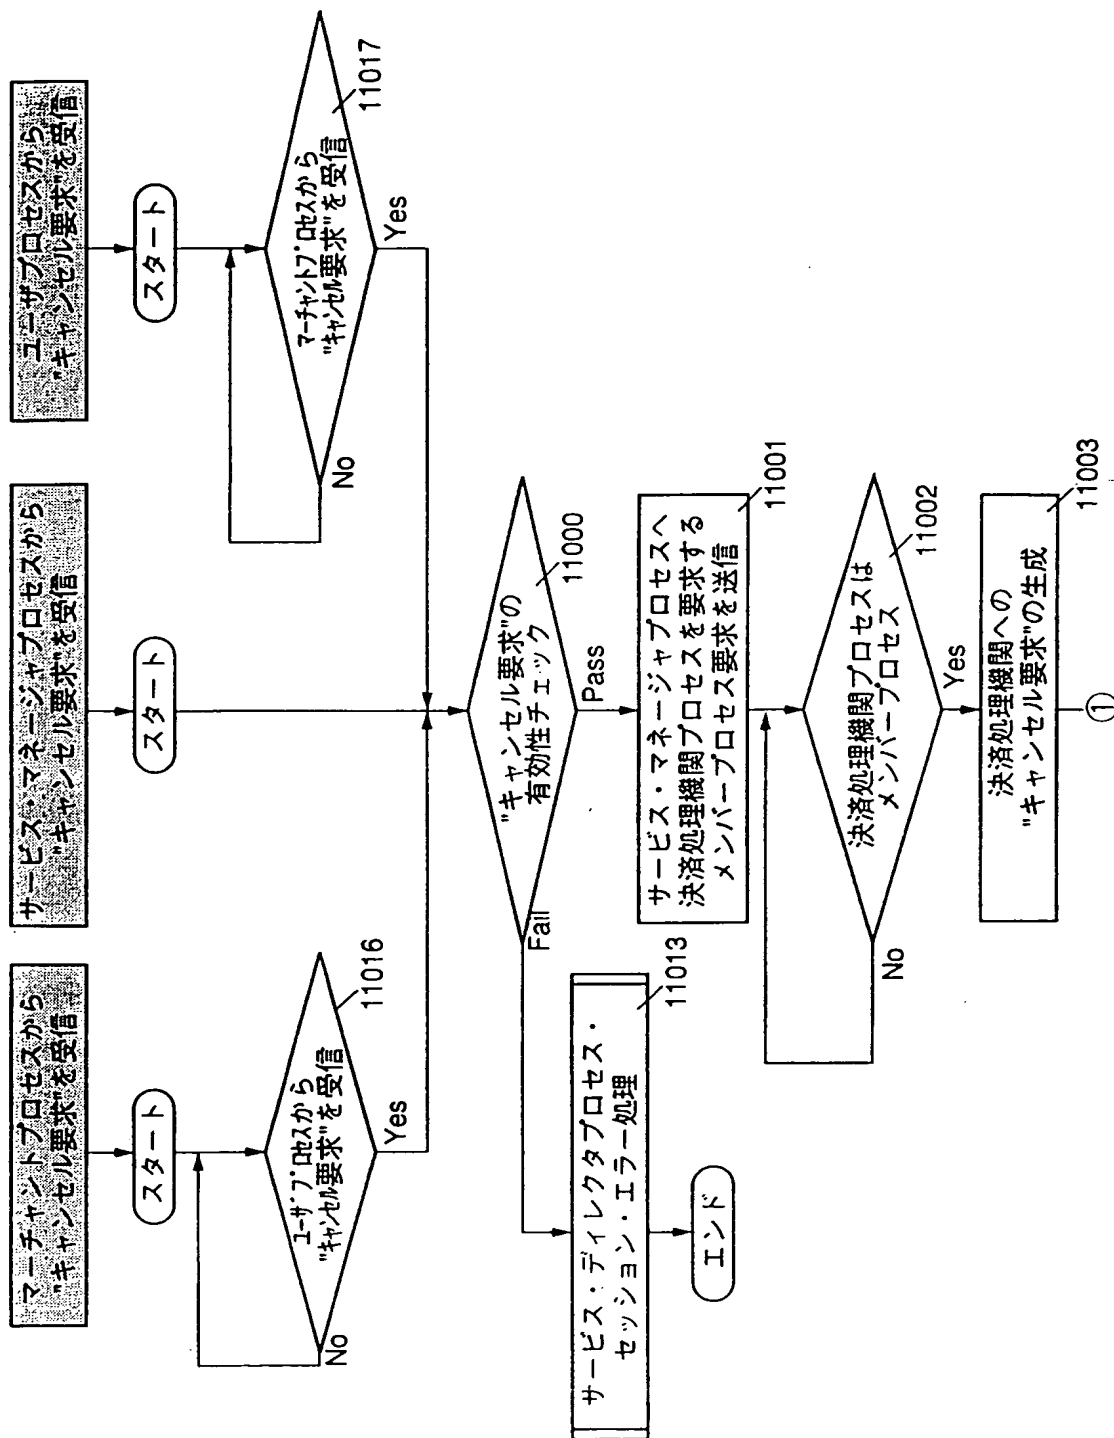 マーチャントプロセスから
"キャンセル要求"を受信
スタート
ユーザプロセスから
"キャンセル要求"を受信
11016
No
Yes
サービス・マネージャプロセスから
"キャンセル要求"を受信
スタート
ユーザプロセスから
"キャンセル要求"を受信
スタート
マーチャントプロセスから
"キャンセル要求"を受信
11017
No
Yes
"キャンセル要求"の
有効性チェック
11000
Fail
Pass
サービス・ディレクタプロセス・
セッション・エラー処理
11013
エンド
サービス・マネージャプロセスへ
決済処理機関プロセスを要求する
メンバープロセス要求を送信
11001
決済処理機関プロセスは
メンバープロセス
11002
No
Yes
決済処理機関への
"キャンセル要求"の生成
11003
①